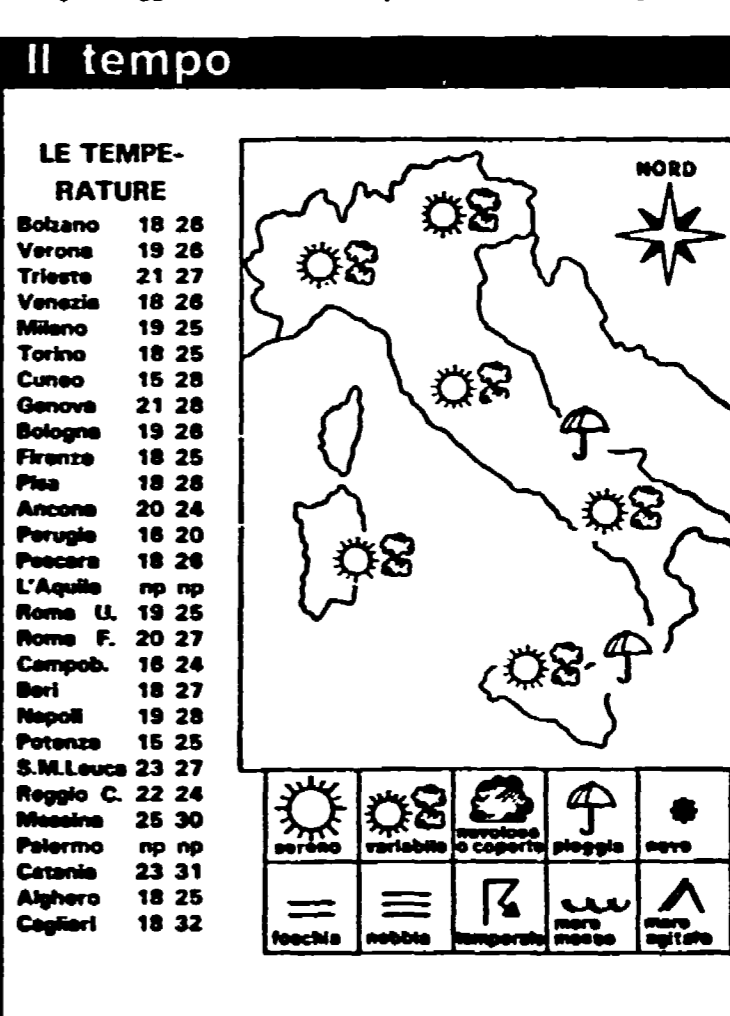 Il tempo
LE TEMPE-
RATURE
Bolzano 18 26
Verona 19 26
Trieste 21 27
Venezia 18 26
Milano 19 25
Torino 18 25
Cuneo 15 28
Genova 21 28
Bologna 19 26
Firenze 18 25
Pisa 18 26
Ancona 20 24
Perugia 16 20
Pescara 18 26
L'Aquila np np
Roma U. 19 25
Roma F. 20 27
Campob. 16 24
Bari 18 27
Napoli 19 28
Potenza 15 25
S.M.Leuca 23 27
Reggio C. 22 24
Messina 25 30
Palermo np np
Catania 23 31
Alghero 18 25
Cagliari 18 32
NORD
sereno
variabile
nuvoloso
o coperto
pioggia
neve
foschia
nebbia
temporale
mare
mosso
mare
agitato